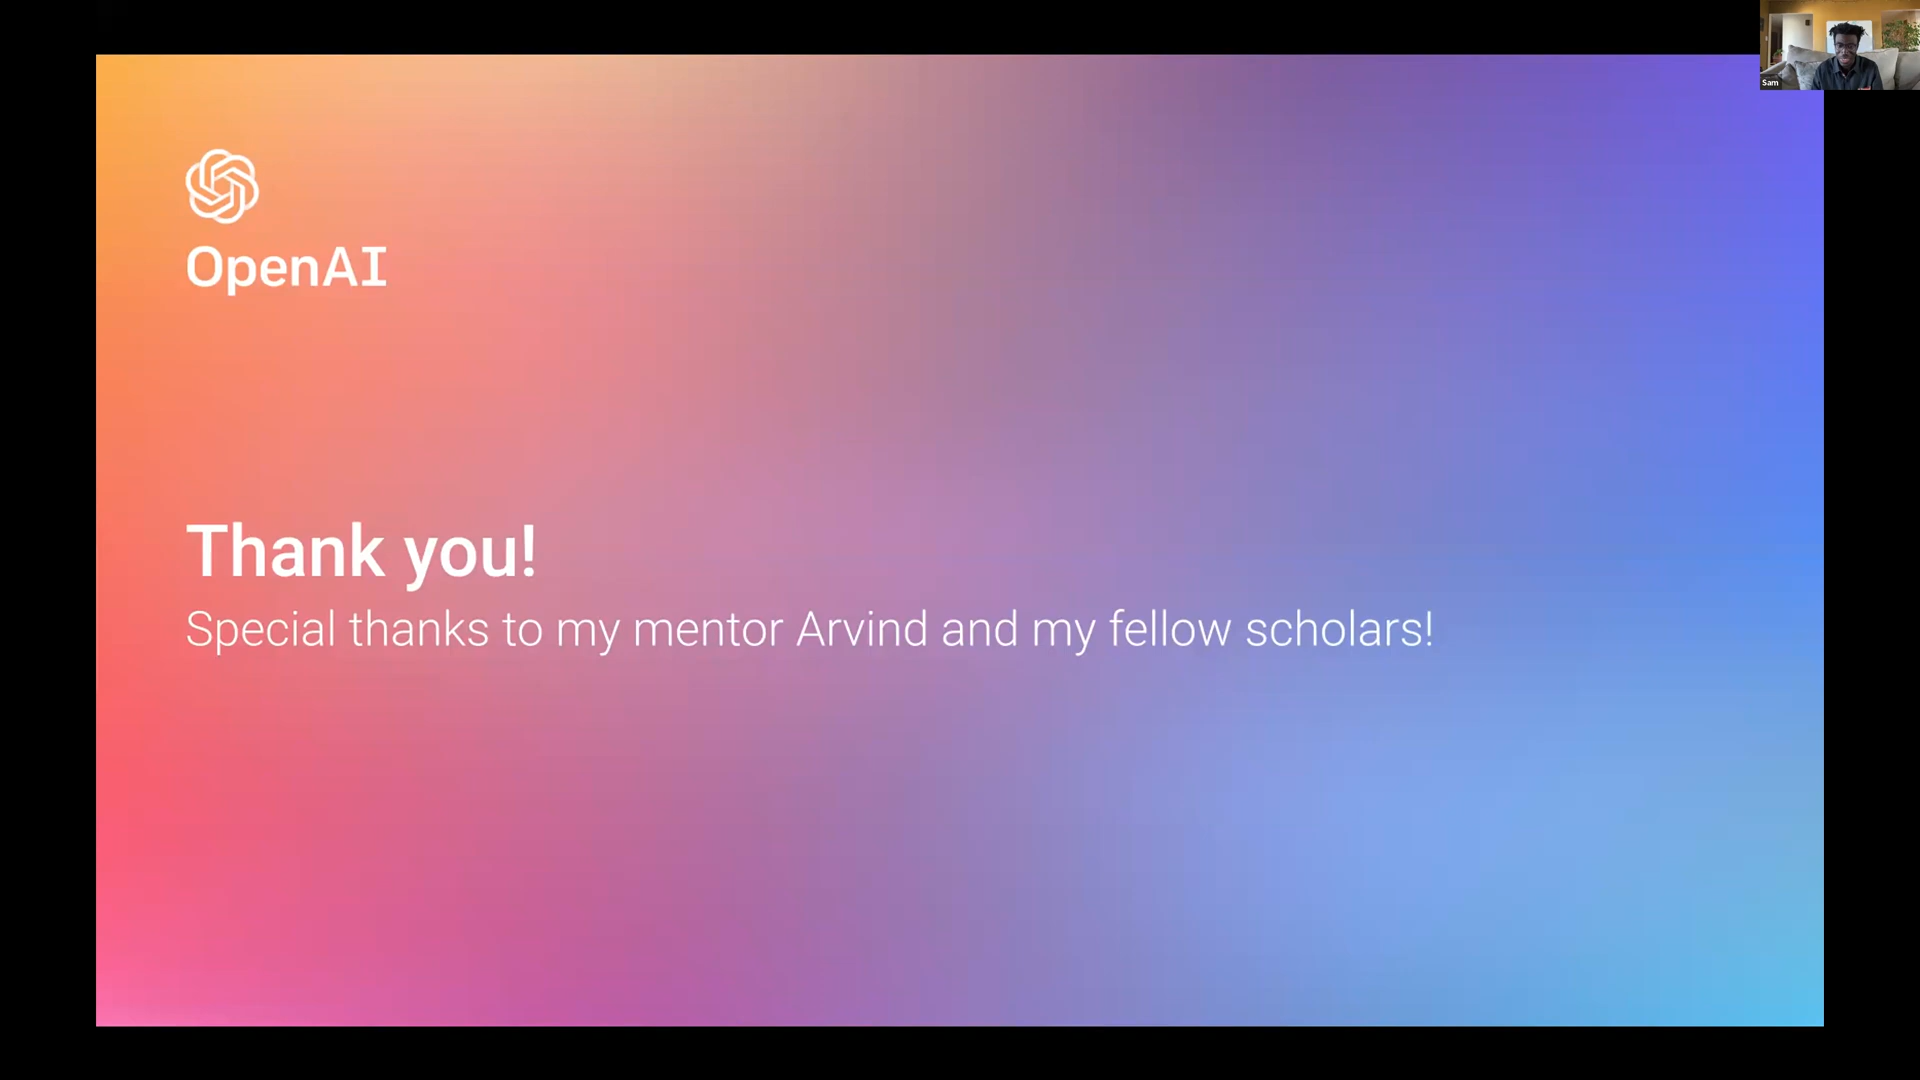 Sam
OpenAI
Thank you!
Special thanks to my mentor Arvind and my fellow scholars!